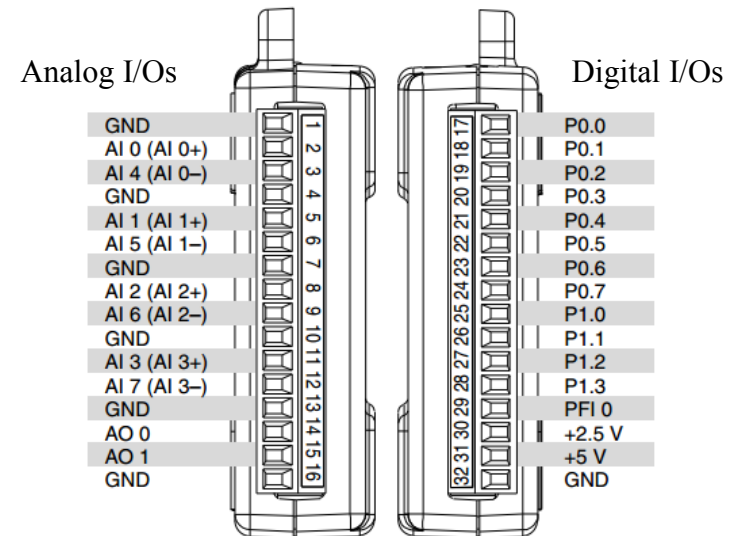 Analog I/Os
GND 1
AI 0 (AI 0+) 2
AI 4 (AI 0–) 3
GND 4
AI 1 (AI 1+) 5
AI 5 (AI 1–) 6
GND 7
AI 2 (AI 2+) 8
AI 6 (AI 2–) 9
GND 10
AI 3 (AI 3+) 11
AI 7 (AI 3–) 12
GND 13
AO 0 14
AO 1 15
GND 16
Digital I/Os
17 P0.0
18 P0.1
19 P0.2
20 P0.3
21 P0.4
22 P0.5
23 P0.6
24 P0.7
25 P1.0
26 P1.1
27 P1.2
28 P1.3
29 PFI 0
30 +2.5 V
31 +5 V
32 GND